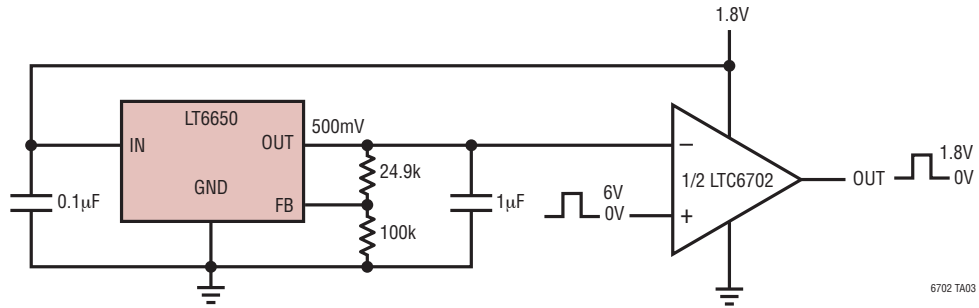 1.8V
LT6650
IN
OUT
500mV
GND
FB
24.9k
100k
0.1µF
1µF
6V
0V
−
+
1/2 LTC6702
OUT
1.8V
0V
6702 TA03